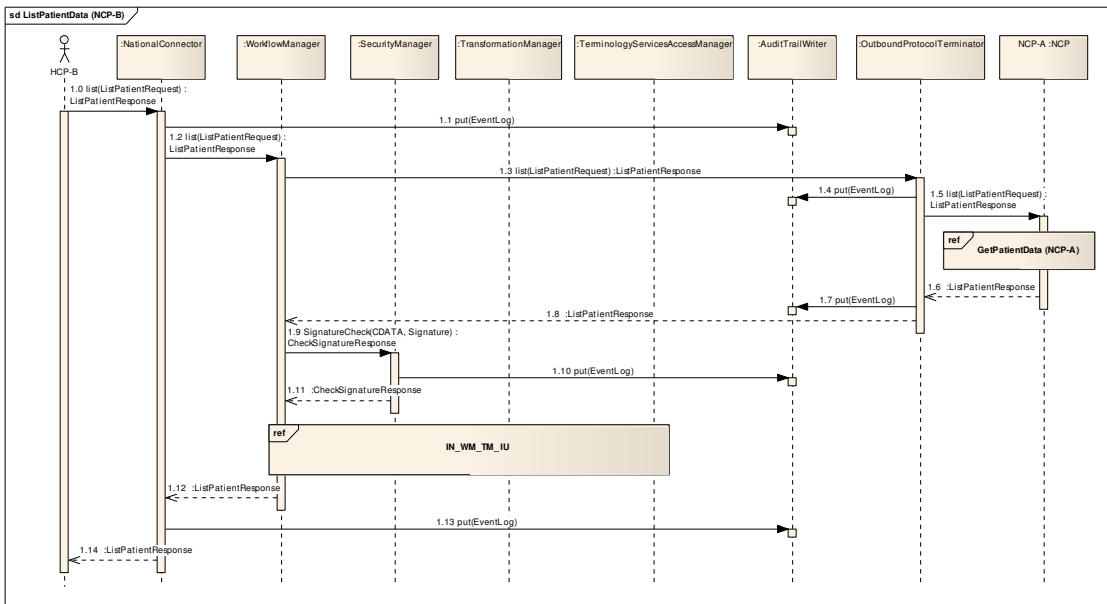 sd ListPatientData (NCP-B)
HCP-B
:NationalConnector
:WorkflowManager
:SecurityManager
:TransformationManager
:TerminologyServicesAccessManager
:AuditTrailWriter
:OutboundProtocolTerminator
NCP-A :NCP
1.0 list(ListPatientRequest) :
ListPatientResponse
1.1 put(EventLog)
1.2 list(ListPatientRequest) :
ListPatientResponse
1.3 list(ListPatientRequest) :ListPatientResponse
1.4 put(EventLog)
1.5 list(ListPatientRequest) :
ListPatientResponse
ref
GetPatientData (NCP-A)
1.6 :ListPatientResponse
1.7 put(EventLog)
1.8 :ListPatientResponse
1.9 SignatureCheck(CDATA, Signature) :
CheckSignatureResponse
1.10 put(EventLog)
1.11 :CheckSignatureResponse
ref
IN_WM_TM_IU
1.12 :ListPatientResponse
1.13 put(EventLog)
1.14 :ListPatientResponse